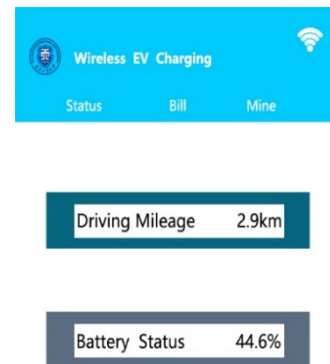 Wireless EV Charging
Status Bill Mine
Driving Mileage 2.9km
Battery Status 44.6%